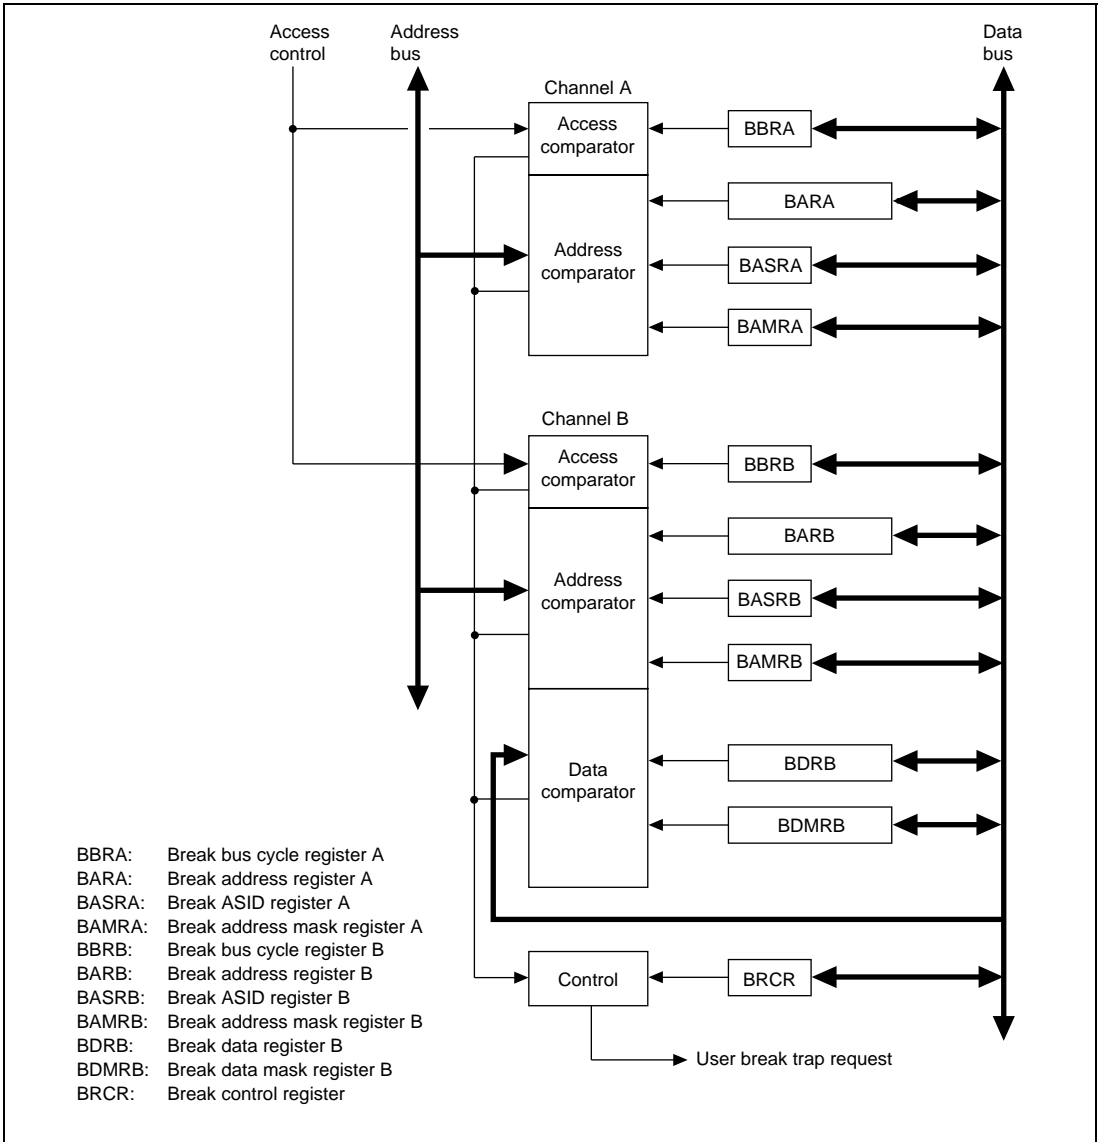 Access
control
Address
bus
Data
bus
Channel A
Access
comparator
BBRA
BARA
Address
comparator
BASRA
BAMRA
Channel B
Access
comparator
BBRB
BARB
Address
comparator
BASRB
BAMRB
Data
comparator
BDRB
BDMRB
Control
BRCR
User break trap request
BBRA: Break bus cycle register A
BARA: Break address register A
BASRA: Break ASID register A
BAMRA: Break address mask register A
BBRB: Break bus cycle register B
BARB: Break address register B
BASRB: Break ASID register B
BAMRB: Break address mask register B
BDRB: Break data register B
BDMRB: Break data mask register B
BRCR: Break control register